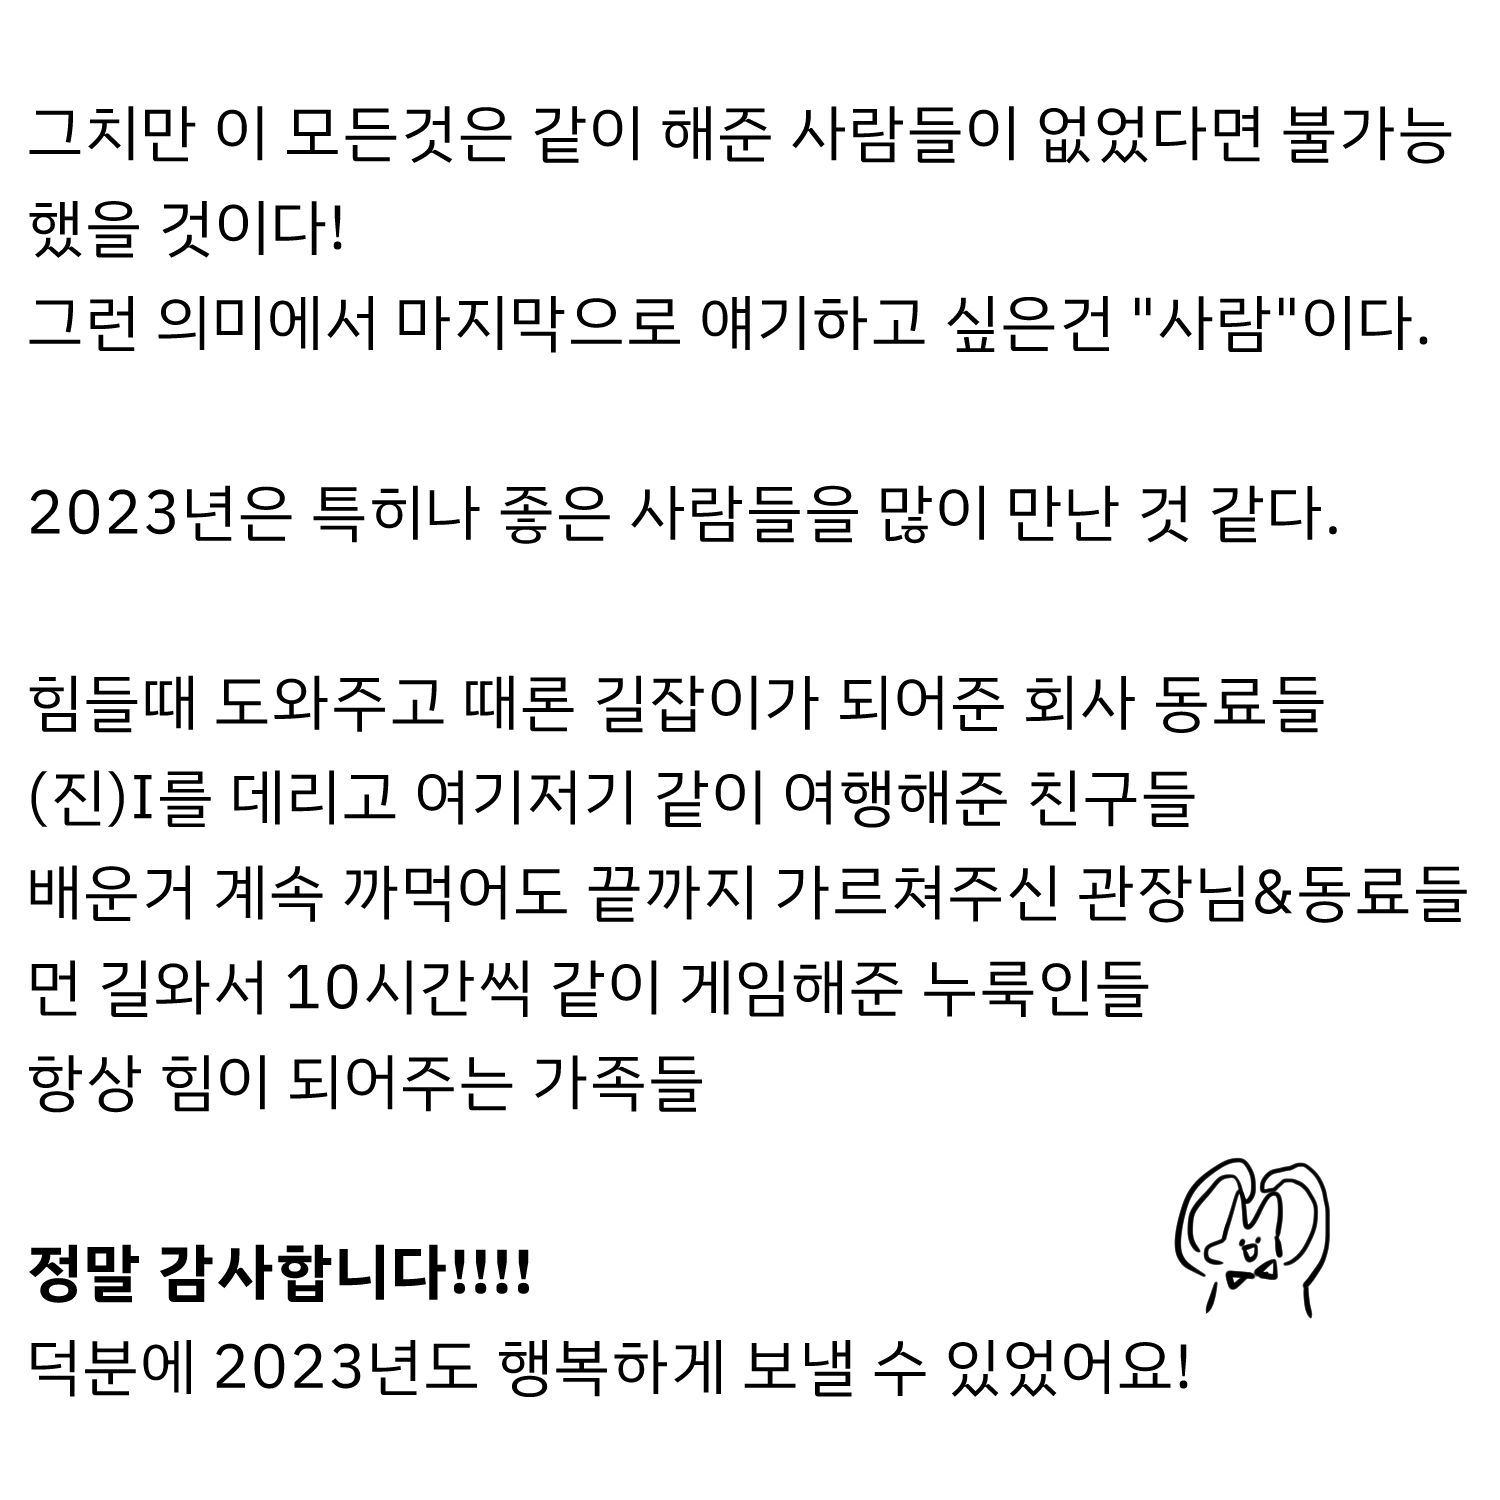 그치만 이 모든것은 같이 해준 사람들이 없었다면 불가능
했을 것이다!
그런 의미에서 마지막으로 얘기하고 싶은건 "사람"이다.
2023년은 특히나 좋은 사람들을 많이 만난 것 같다.
힘들때 도와주고 때론 길잡이가 되어준 회사 동료들
(진)I를 데리고 여기저기 같이 여행해준 친구들
배운거 계속 까먹어도 끝까지 가르쳐주신 관장님&동료들
먼 길와서 10시간씩 같이 게임해준 누룩인들
항상 힘이 되어주는 가족들
정말 감사합니다!!!!
덕분에 2023년도 행복하게 보낼 수 있었어요!